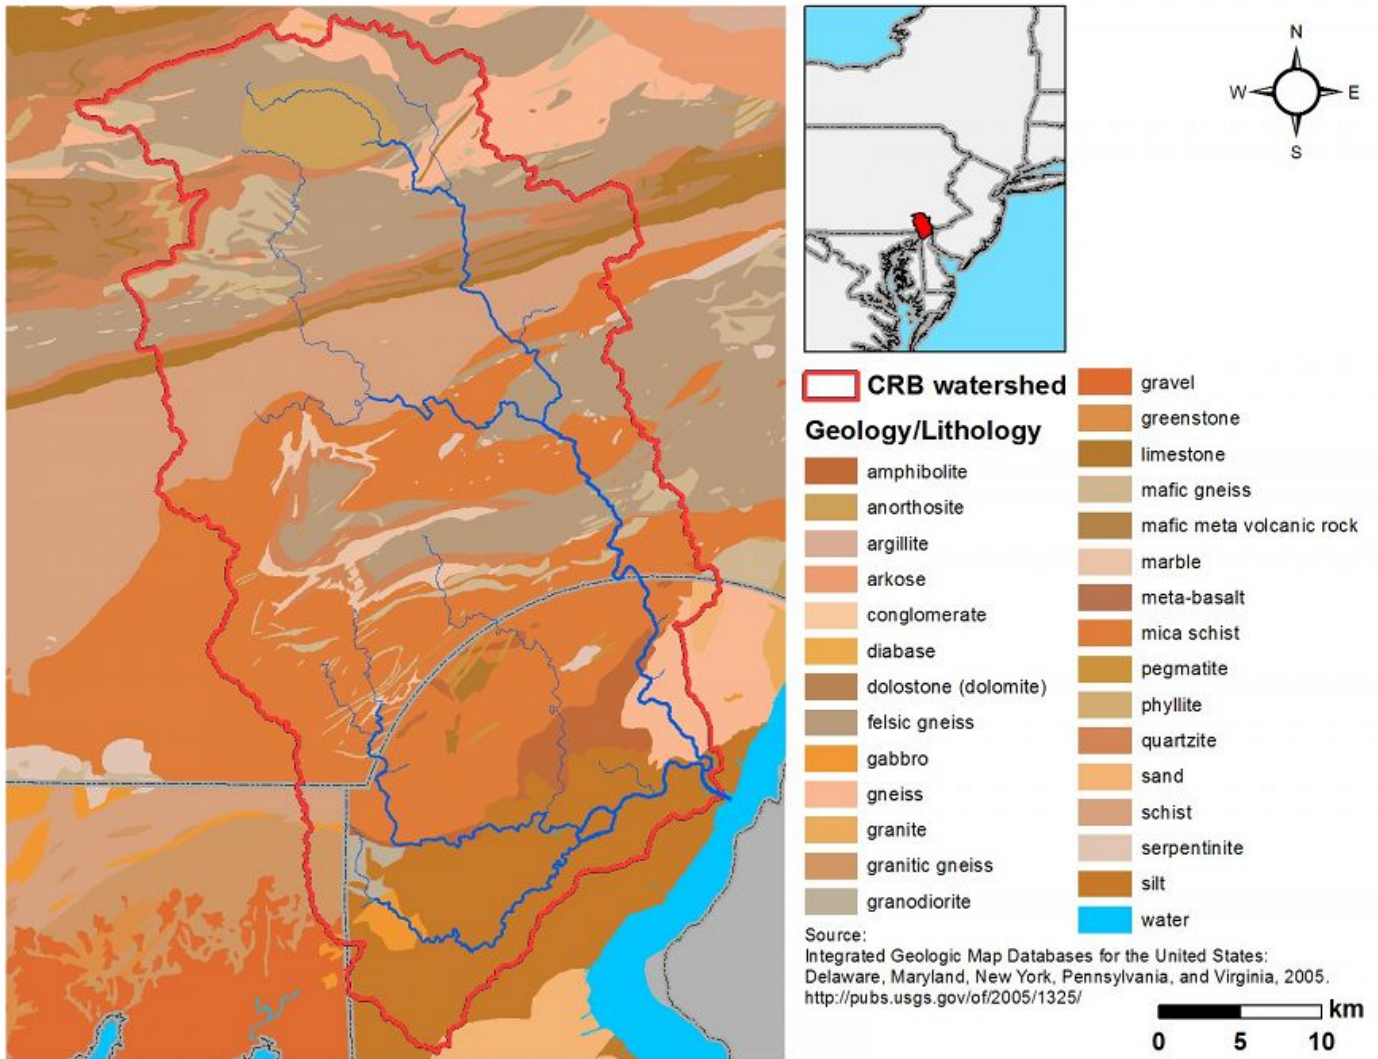 N
W E
S
CRB watershed
Geology/Lithology
amphibolite
anorthosite
argillite
arkose
conglomerate
diabase
dolostone (dolomite)
felsic gneiss
gabbro
gneiss
granite
granitic gneiss
granodiorite
gravel
greenstone
limestone
mafic gneiss
mafic meta volcanic rock
marble
meta-basalt
mica schist
pegmatite
phyllite
quartzite
sand
schist
serpentinite
silt
water
Source:
Integrated Geologic Map Databases for the United States:
Delaware, Maryland, New York, Pennsylvania, and Virginia, 2005.
http://pubs.usgs.gov/of/2005/1325/
km
0 5 10